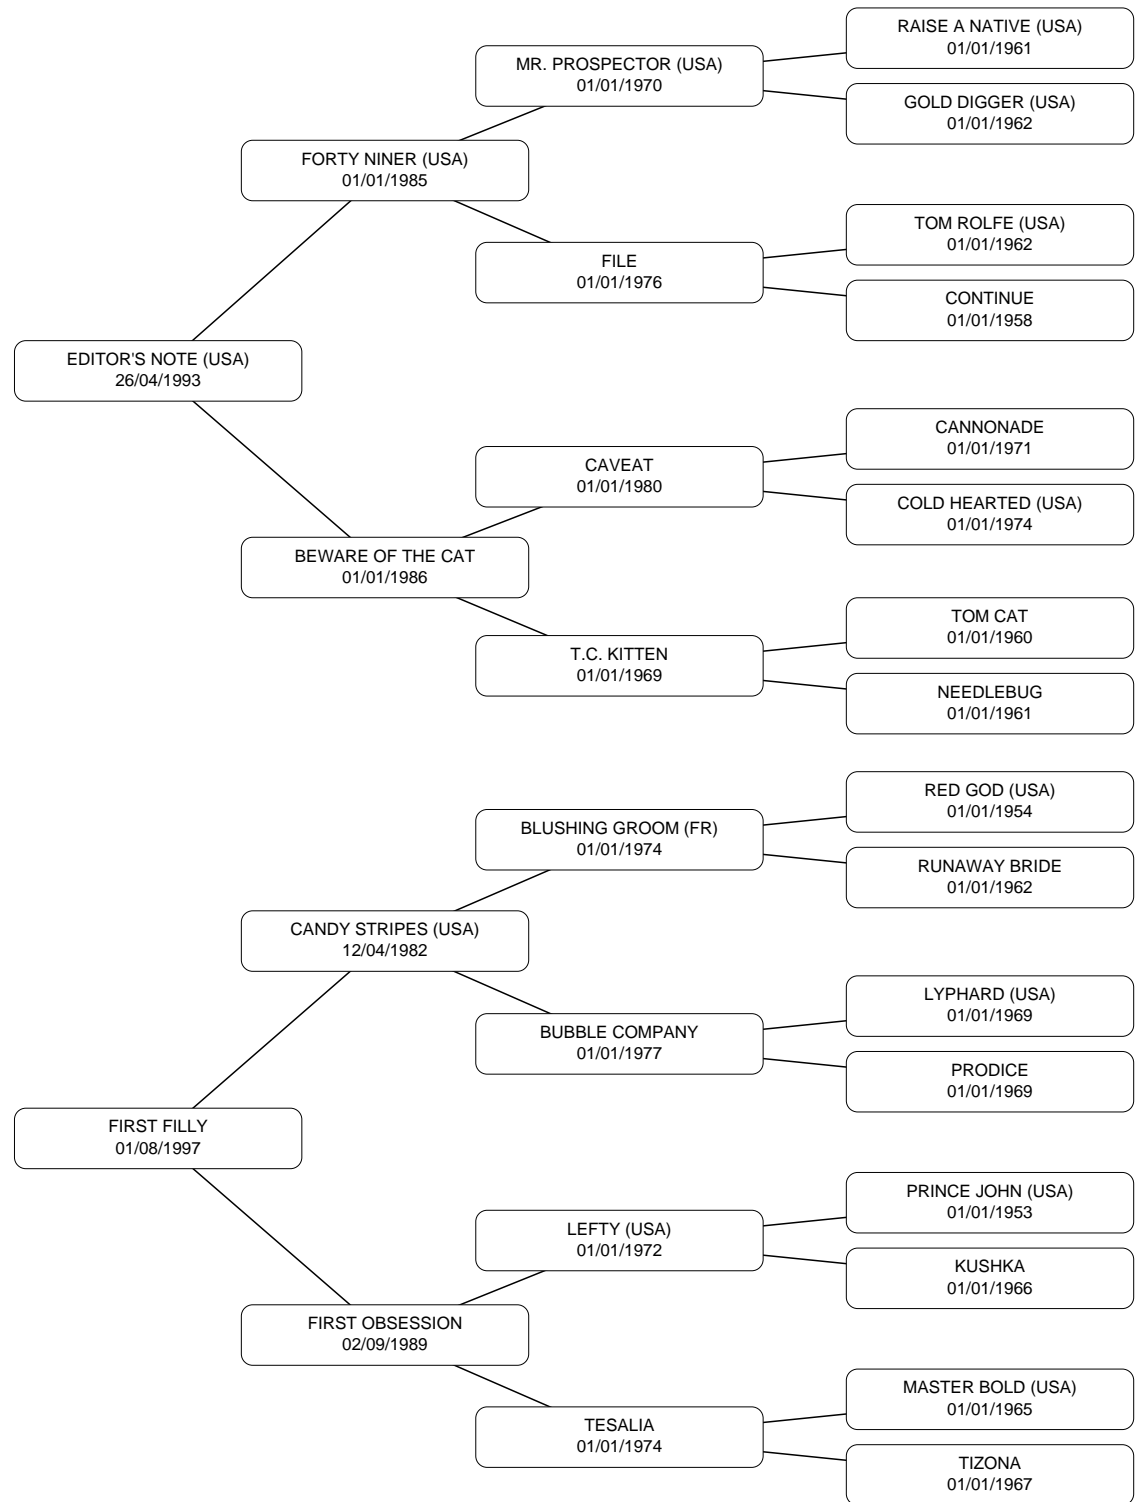 RAISE A NATIVE (USA)
01/01/1961
MR. PROSPECTOR (USA)
01/01/1970
GOLD DIGGER (USA)
01/01/1962
FORTY NINER (USA)
01/01/1985
TOM ROLFE (USA)
01/01/1962
FILE
01/01/1976
CONTINUE
01/01/1958
EDITOR'S NOTE (USA)
26/04/1993
CANNONADE
01/01/1971
CAVEAT
01/01/1980
COLD HEARTED (USA)
01/01/1974
BEWARE OF THE CAT
01/01/1986
TOM CAT
01/01/1960
T.C. KITTEN
01/01/1969
NEEDLEBUG
01/01/1961
RED GOD (USA)
01/01/1954
BLUSHING GROOM (FR)
01/01/1974
RUNAWAY BRIDE
01/01/1962
CANDY STRIPES (USA)
12/04/1982
LYPHARD (USA)
01/01/1969
BUBBLE COMPANY
01/01/1977
PRODICE
01/01/1969
FIRST FILLY
01/08/1997
PRINCE JOHN (USA)
01/01/1953
LEFTY (USA)
01/01/1972
KUSHKA
01/01/1966
FIRST OBSESSION
02/09/1989
MASTER BOLD (USA)
01/01/1965
TESALIA
01/01/1974
TIZONA
01/01/1967